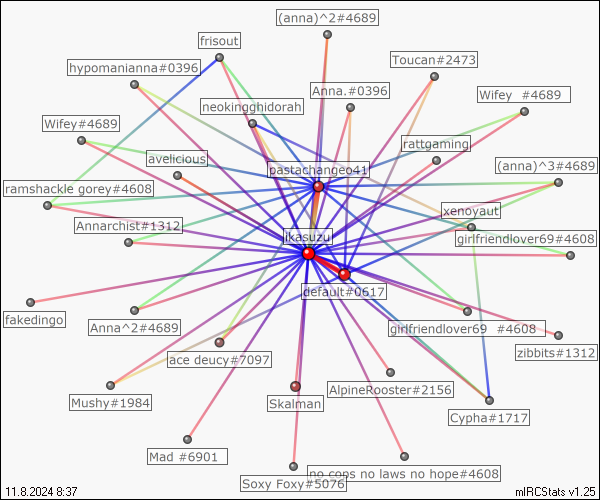 (anna)^2#4689
frisout
Toucan#2473
hypomanianna#0396
Anna.#0396
Wifey #4689
neokingghidorah
Wifey#4689
rattgaming
avelicious
(anna)^3#4689
pastachangeo41
ramshackle gorey#4608
xenoyaut
Annarchist#1312
jkasuzu
girlfriendlover69#4608
default#0617
fakedingo
Anna^2#4689
girlfriendlover69 #4608
zibbits#1312
ace deucy#7097
AlpineRooster#2156
Mushy#1984
Skalman
Cypha#1717
Mad #6901
no cops no laws no hope#4608
Soxy Foxy#5076
11.8.2024 8:37
mIRCStats v1.25